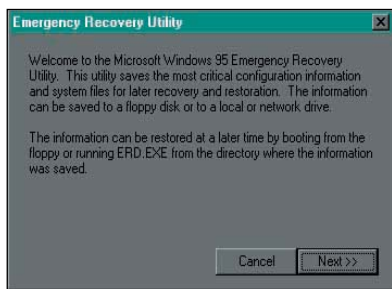 Emergency Recovery Utility
Welcome to the Microsoft Windows 95 Emergency Recovery
Utility. This utility saves the most critical configuration information
and system files for later recovery and restoration. The information
can be saved to a floppy disk or to a local or network drive.
The information can be restored at a later time by booting from the
floppy or running ERD.EXE from the directory where the information
was saved.
Cancel
Next >>